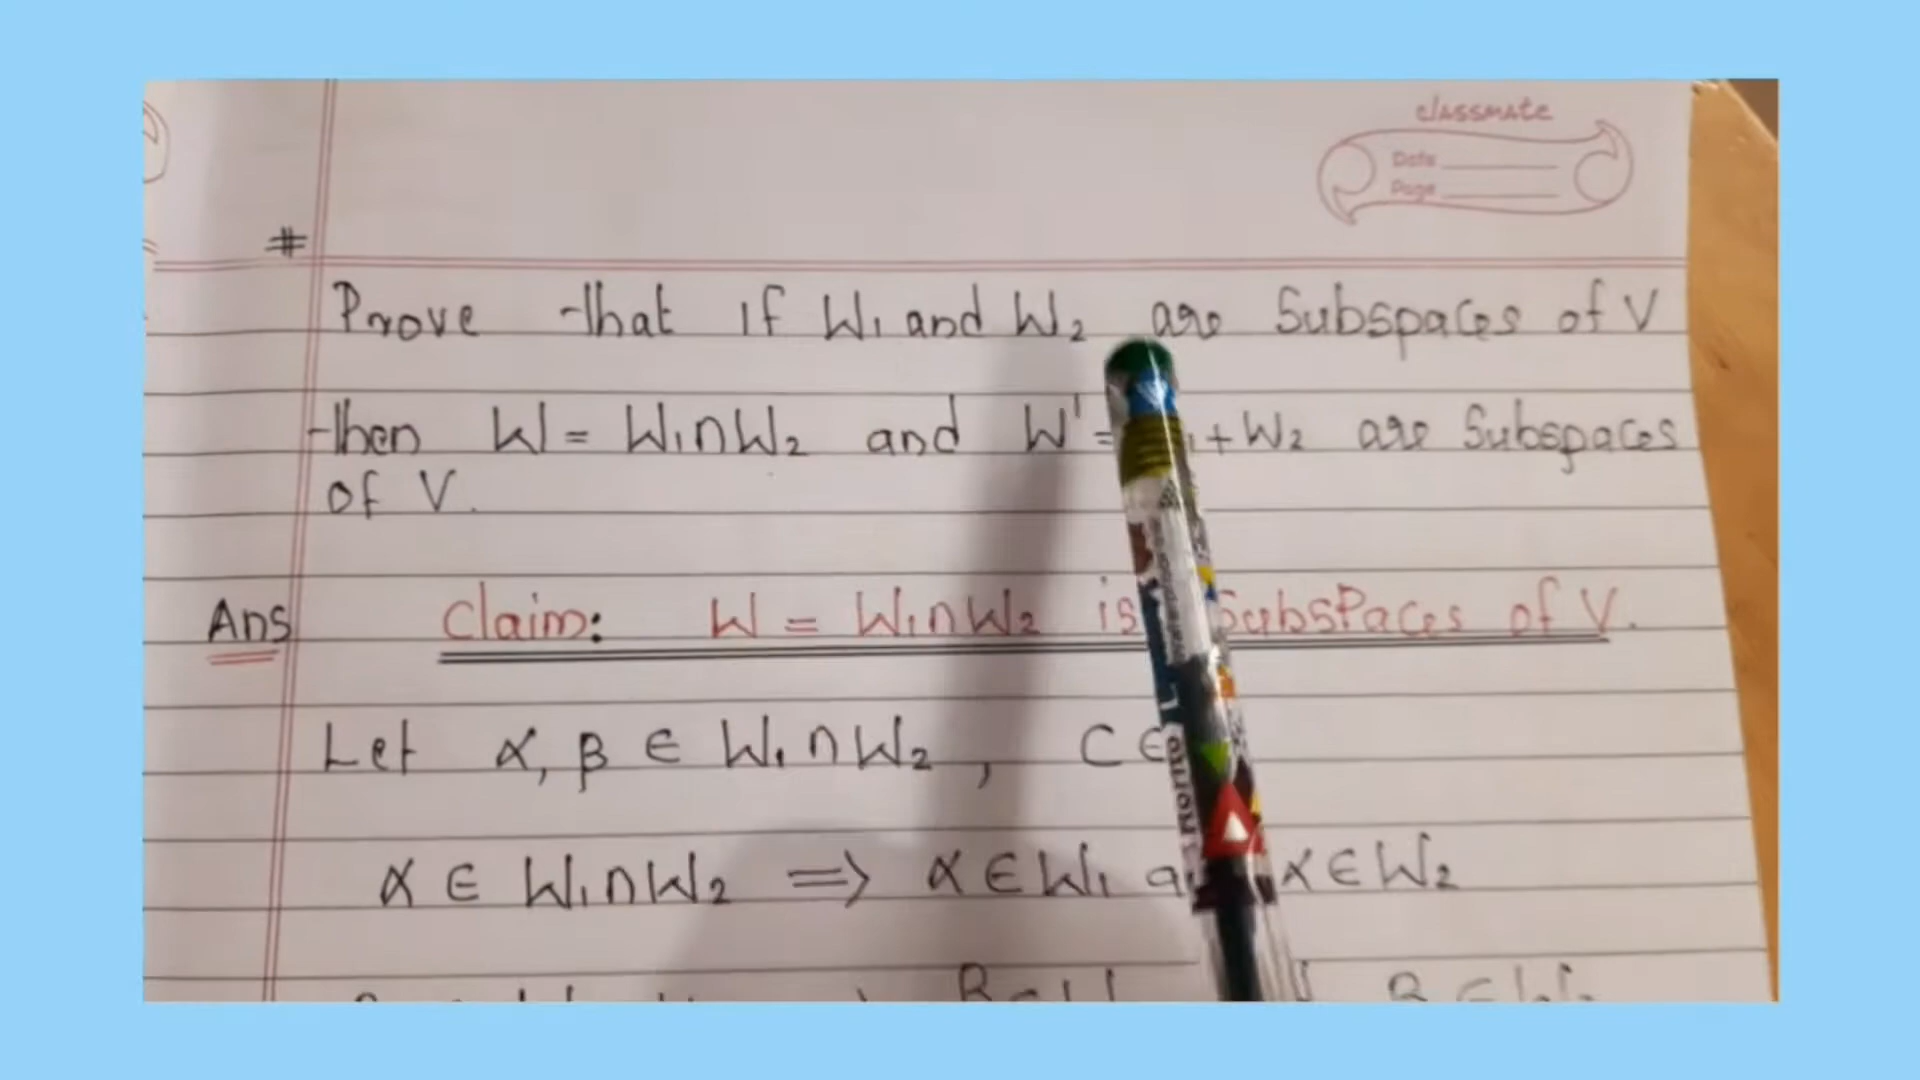 classmate
Date
Page
#
Prove that if W₁ and W₂ are Subspaces of V
then W = W₁∩W₂ and W' = + W₂ are Subspaces
of V.
Ans Claim: W = W₁∩W₂ is Subspaces of V.
Let α, β ∈ W₁∩W₂ , C ∈
α ∈ W₁∩W₂ ⇒ α ∈ W₁ α ∈ W₂